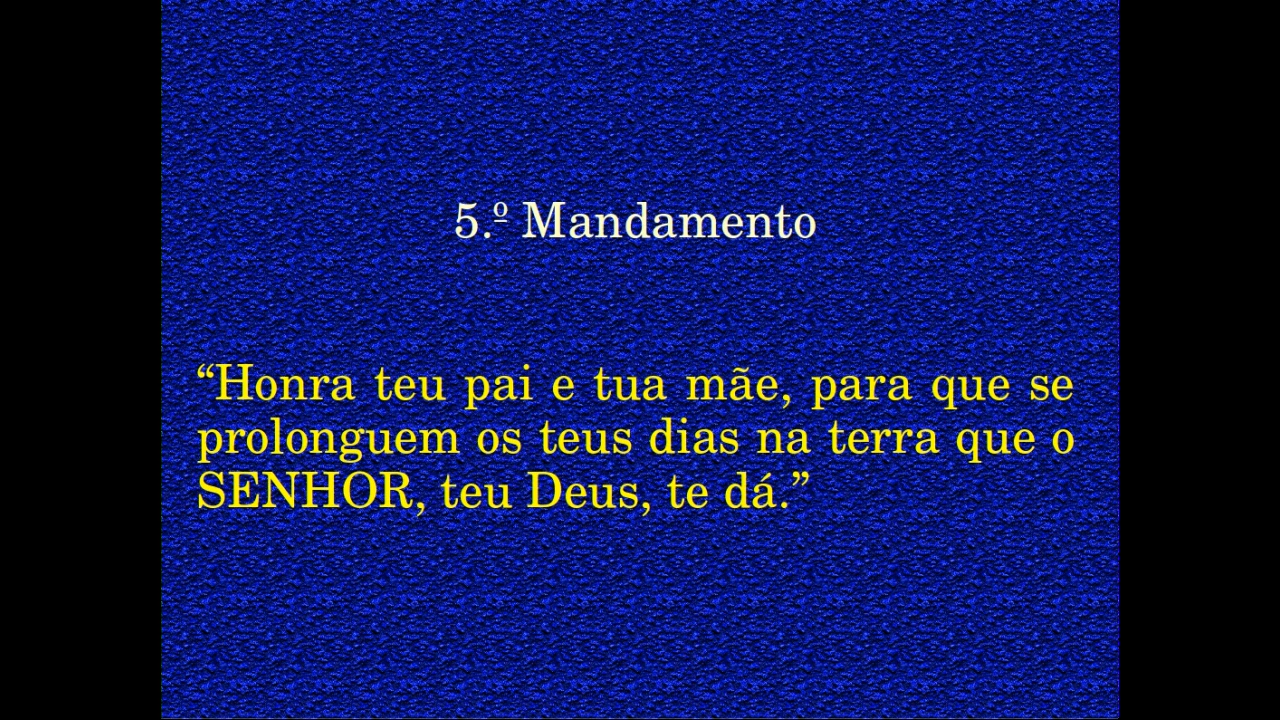 5.º Mandamento
“Honra teu pai e tua mãe, para que se
prolonguem os teus dias na terra que o
SENHOR, teu Deus, te dá.”